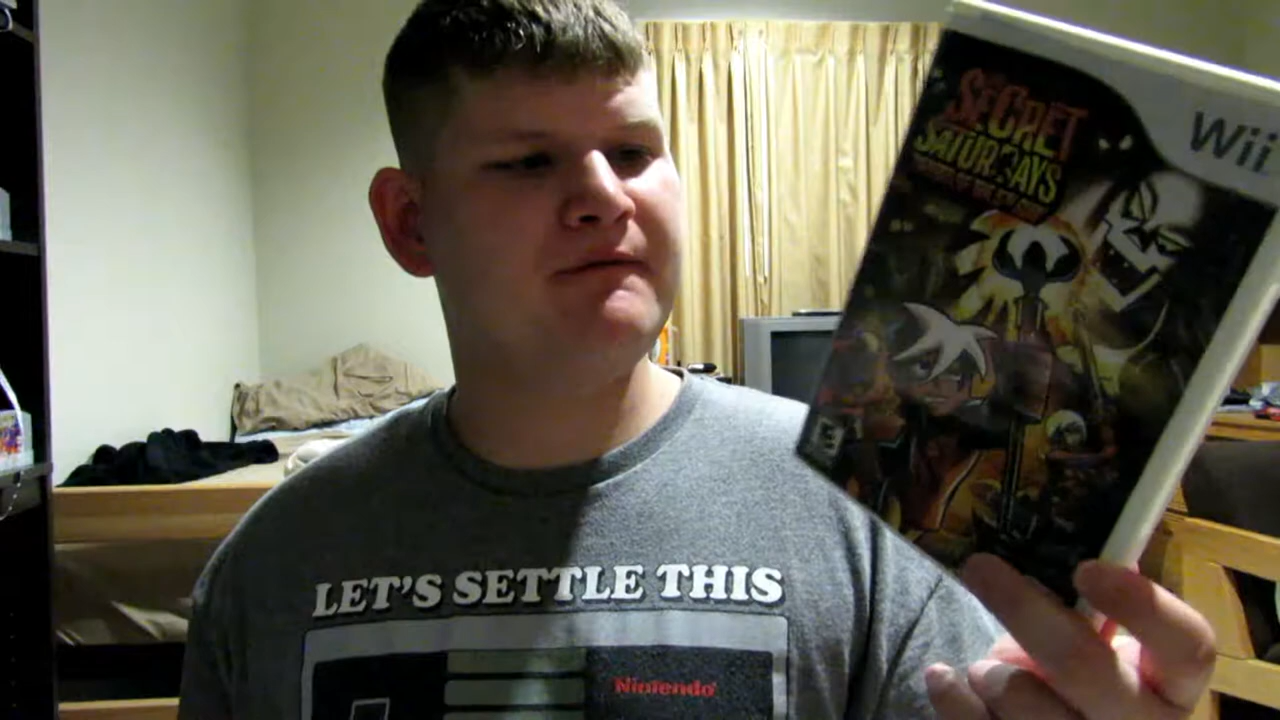 Wii
SECRET
SATURDAYS
LET'S SETTLE THIS
Nintendo
E